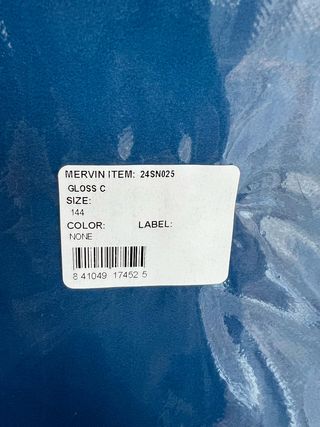 MERVIN ITEM: 24SN025
GLOSS C
SIZE:
144
COLOR: LABEL:
NONE
8 41049 17452 5